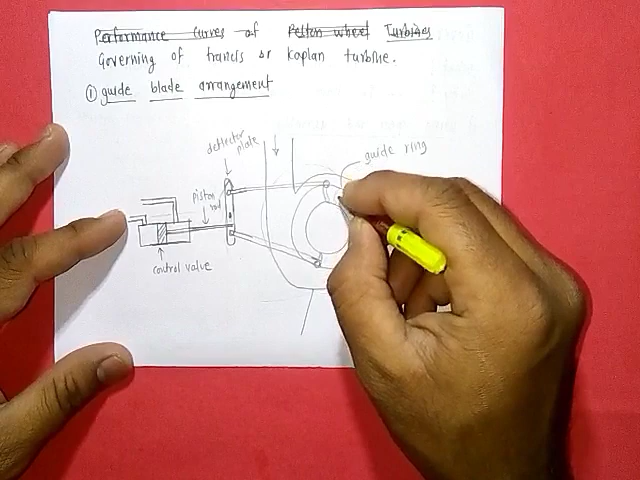 Performance curves of Pelton wheel Turbines
Governing of francis or Kaplan turbine.
① guide blade arrangement
deflector plate
guide ring
piston rod
control valve